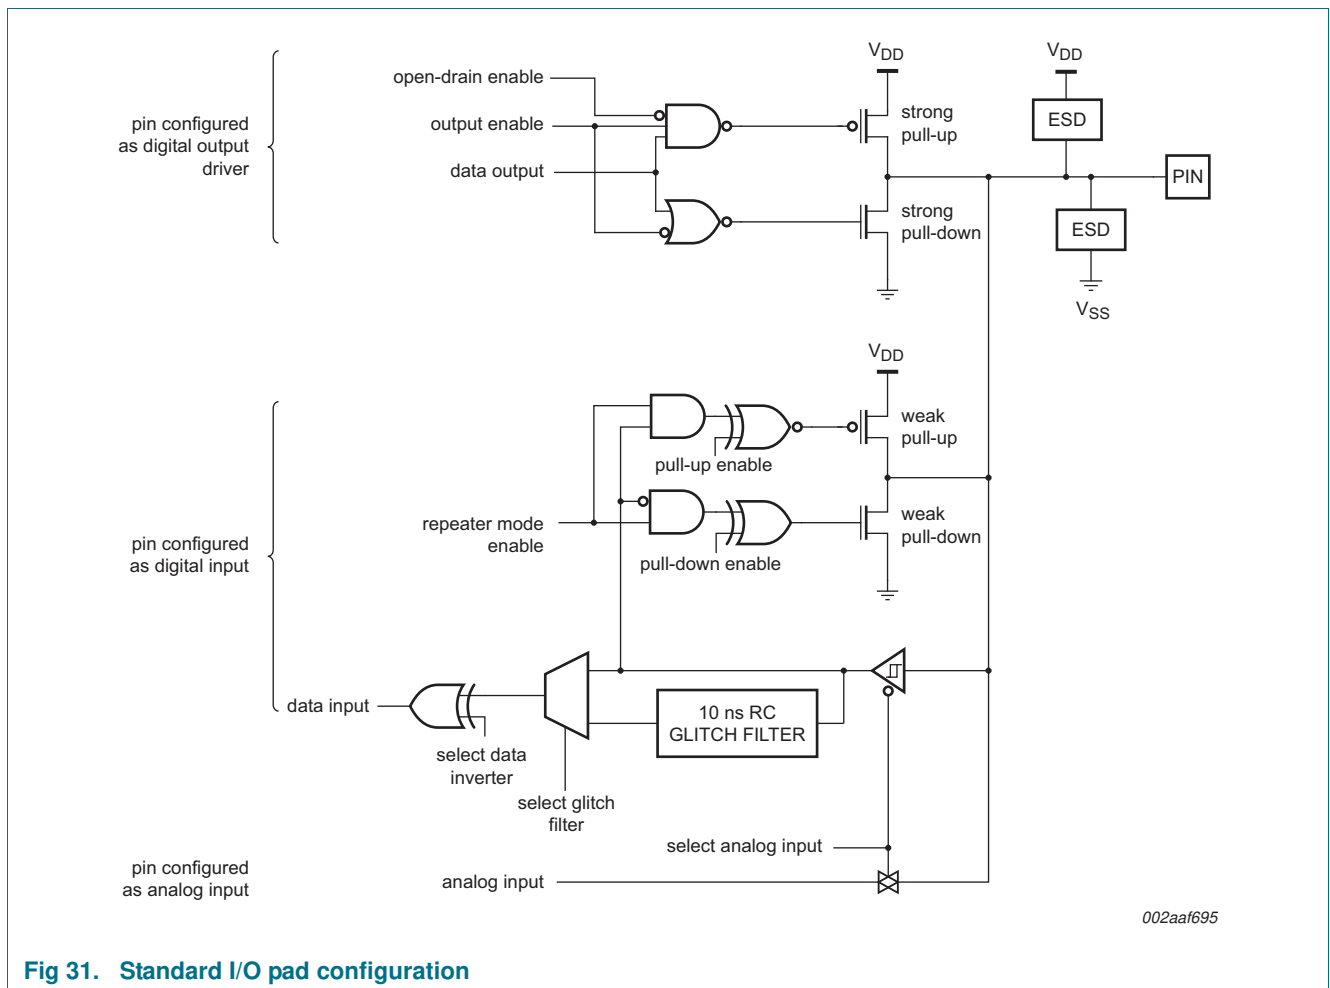 VDD
VDD
open-drain enable
strong
pull-up
ESD
pin configured
as digital output
driver
output enable
data output
PIN
strong
pull-down
ESD
VSS
VDD
weak
pull-up
pull-up enable
repeater mode
enable
weak
pull-down
pin configured
as digital input
pull-down enable
data input
10 ns RC
GLITCH FILTER
select data
inverter
select glitch
filter
select analog input
pin configured
as analog input
analog input
002aaf695
Fig 31. Standard I/O pad configuration